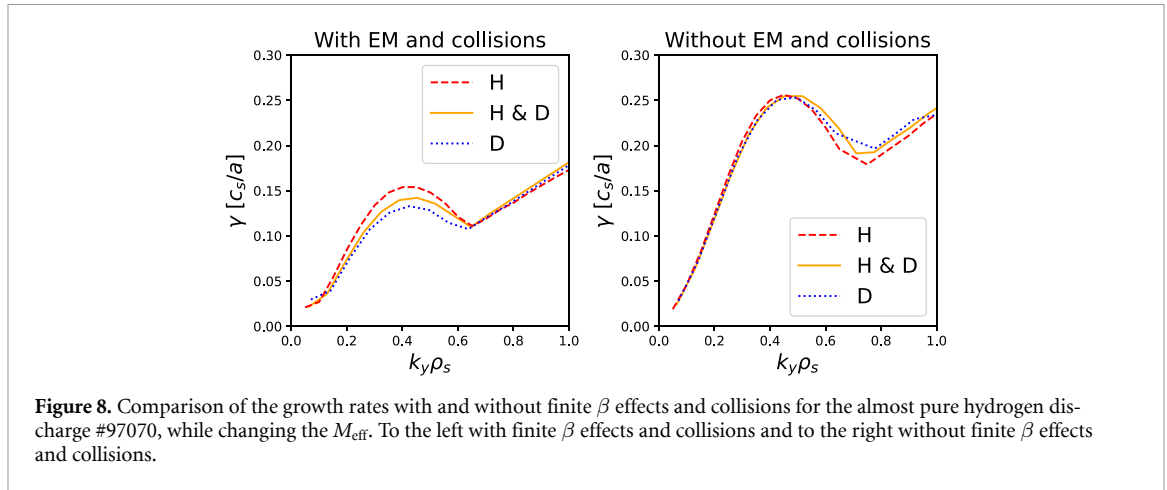 With EM and collisions
0.30
0.25
0.20
0.15
0.10
0.05
0.00
γ [c_s/a]
H
H & D
D
0.0 0.2 0.4 0.6 0.8 1.0
k_yρ_s
Without EM and collisions
0.30
0.25
0.20
0.15
0.10
0.05
0.00
γ [c_s/a]
H
H & D
D
0.0 0.2 0.4 0.6 0.8 1.0
k_yρ_s
Figure 8. Comparison of the growth rates with and without finite β effects and collisions for the almost pure hydrogen dis-
charge #97070, while changing the M_eff. To the left with finite β effects and collisions and to the right without finite β effects
and collisions.